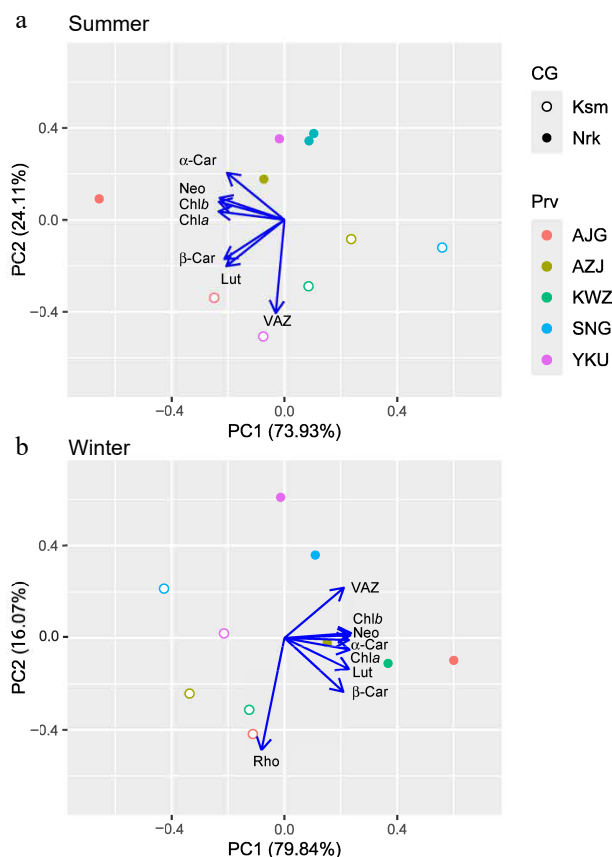 a
Summer
0.4
0.0
−0.4
PC2 (24.11%)
α-Car
Neo
Chlb
Chla
β-Car
Lut
VAZ
−0.4
0.0
0.4
PC1 (73.93%)
CG
Ksm
Nrk
Prv
AJG
AZJ
KWZ
SNG
YKU
b
Winter
0.4
0.0
−0.4
PC2 (16.07%)
VAZ
Chlb
Neo
α-Car
Chla
Lut
β-Car
Rho
−0.4
0.0
0.4
PC1 (79.84%)